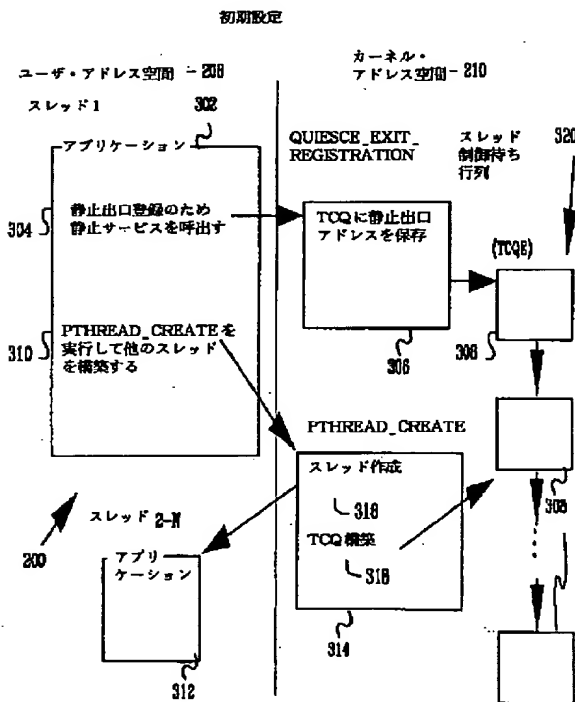 初期設定
ユーザ・アドレス空間-208
カーネル・
アドレス空間-210
スレッド1
302
アプリケーション
QUIESCE_EXIT_
REGISTRATION
スレッド
制御待ち
行列
320
304
静止出口登録のため
静止サービスを呼出す
TCQに静止出口
アドレスを保存
(TCQE)
306
308
310
PTHREAD_CREATEを
実行して他のスレッド
を構築する
PTHREAD_CREATE
スレッド作成
318
TCQ構築
318
308
314
200
スレッド 2-N
アプリ
ケーション
312